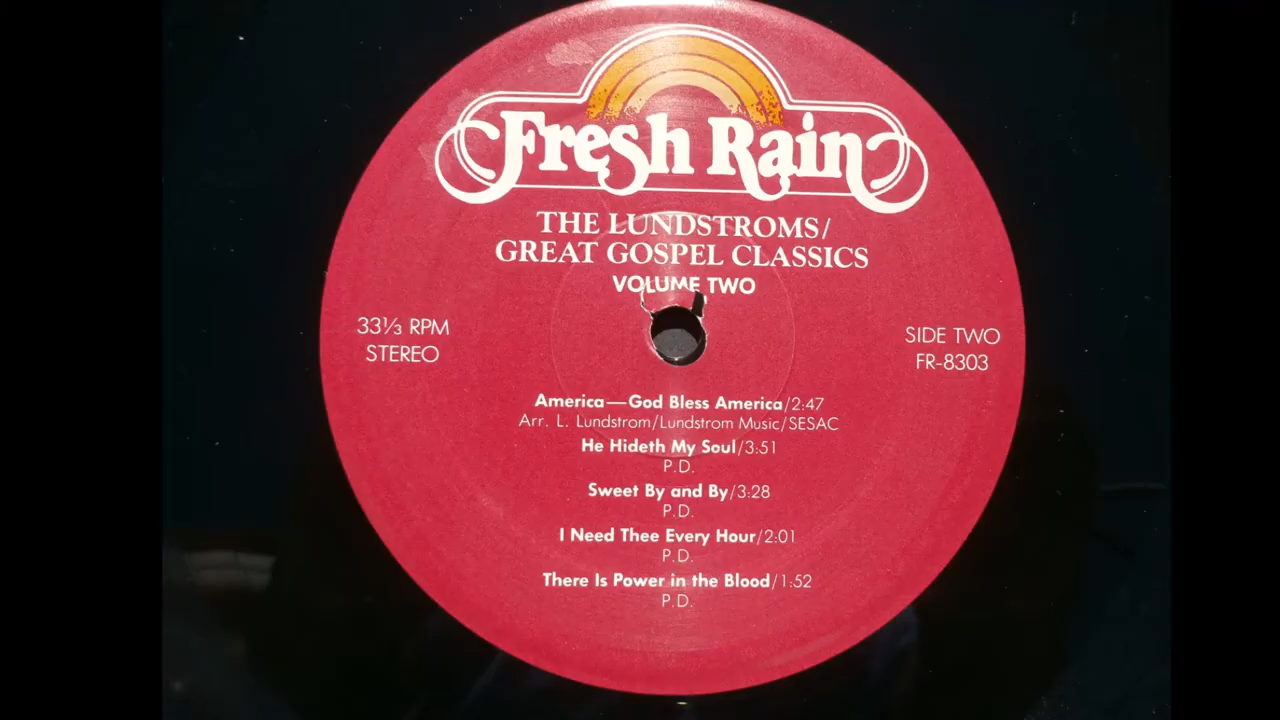 Fresh Rain
THE LUNDSTROMS/
GREAT GOSPEL CLASSICS
VOLUME TWO
33⅓ RPM
STEREO
SIDE TWO
FR-8303
America—God Bless America/2:47
Arr. L. Lundstrom/Lundstrom Music/SESAC
He Hideth My Soul/3:51
P.D.
Sweet By and By/3:28
P.D.
I Need Thee Every Hour/2:01
P.D.
There Is Power in the Blood/1:52
P.D.